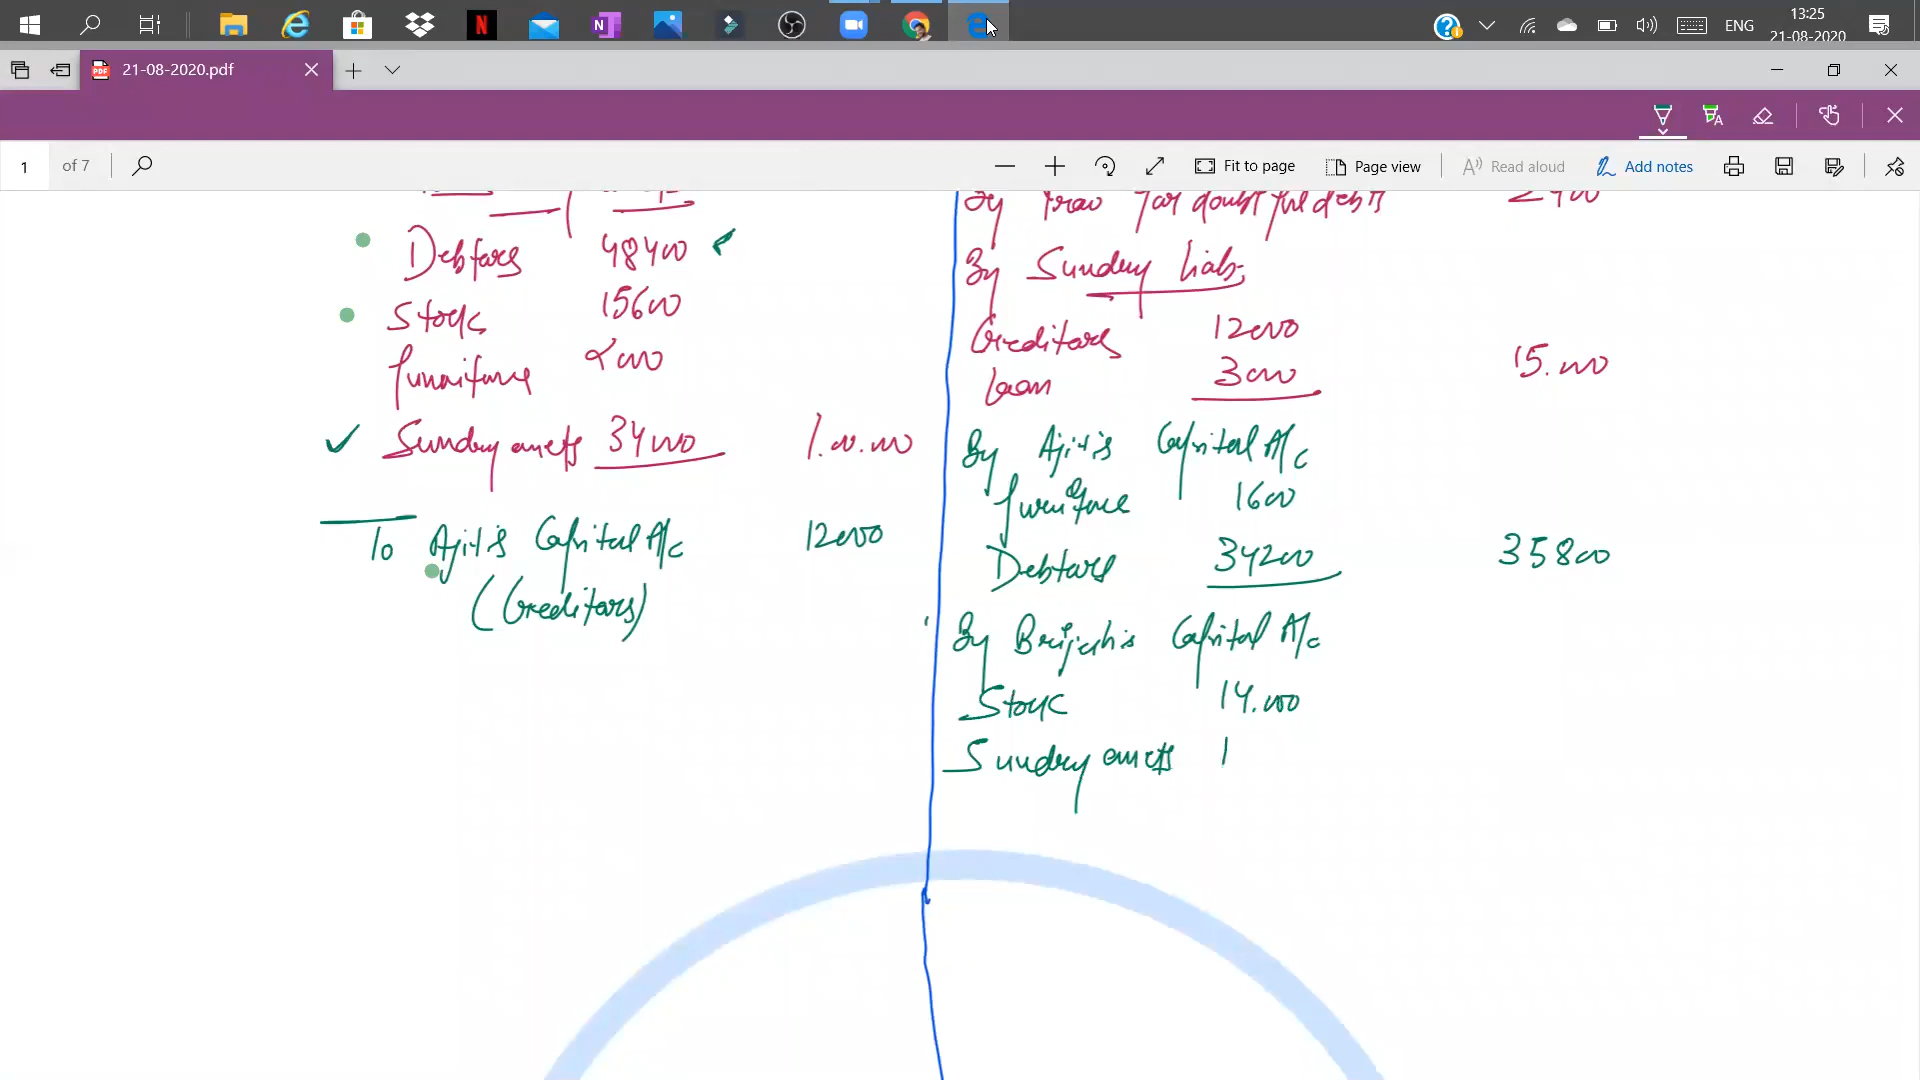 ENG
13:25
21-08-2020
21-08-2020.pdf
1 of 7
Fit to page
Page view
Read aloud
Add notes
Debtors 48400
Stock 15600
furniture 2000
Sundry assets 34000 1.00.000
To Ajit's Capital A/c 12000
(Creditors)
By Prov for doubtful debts 2400
By Sundry Liab.
Creditors 12000
Loan 3000 15.000
By Ajit's Capital A/c
furniture 1600
Debtors 34200 35800
By Brijesh's Capital A/c
Stock 14.000
Sundry assets 1